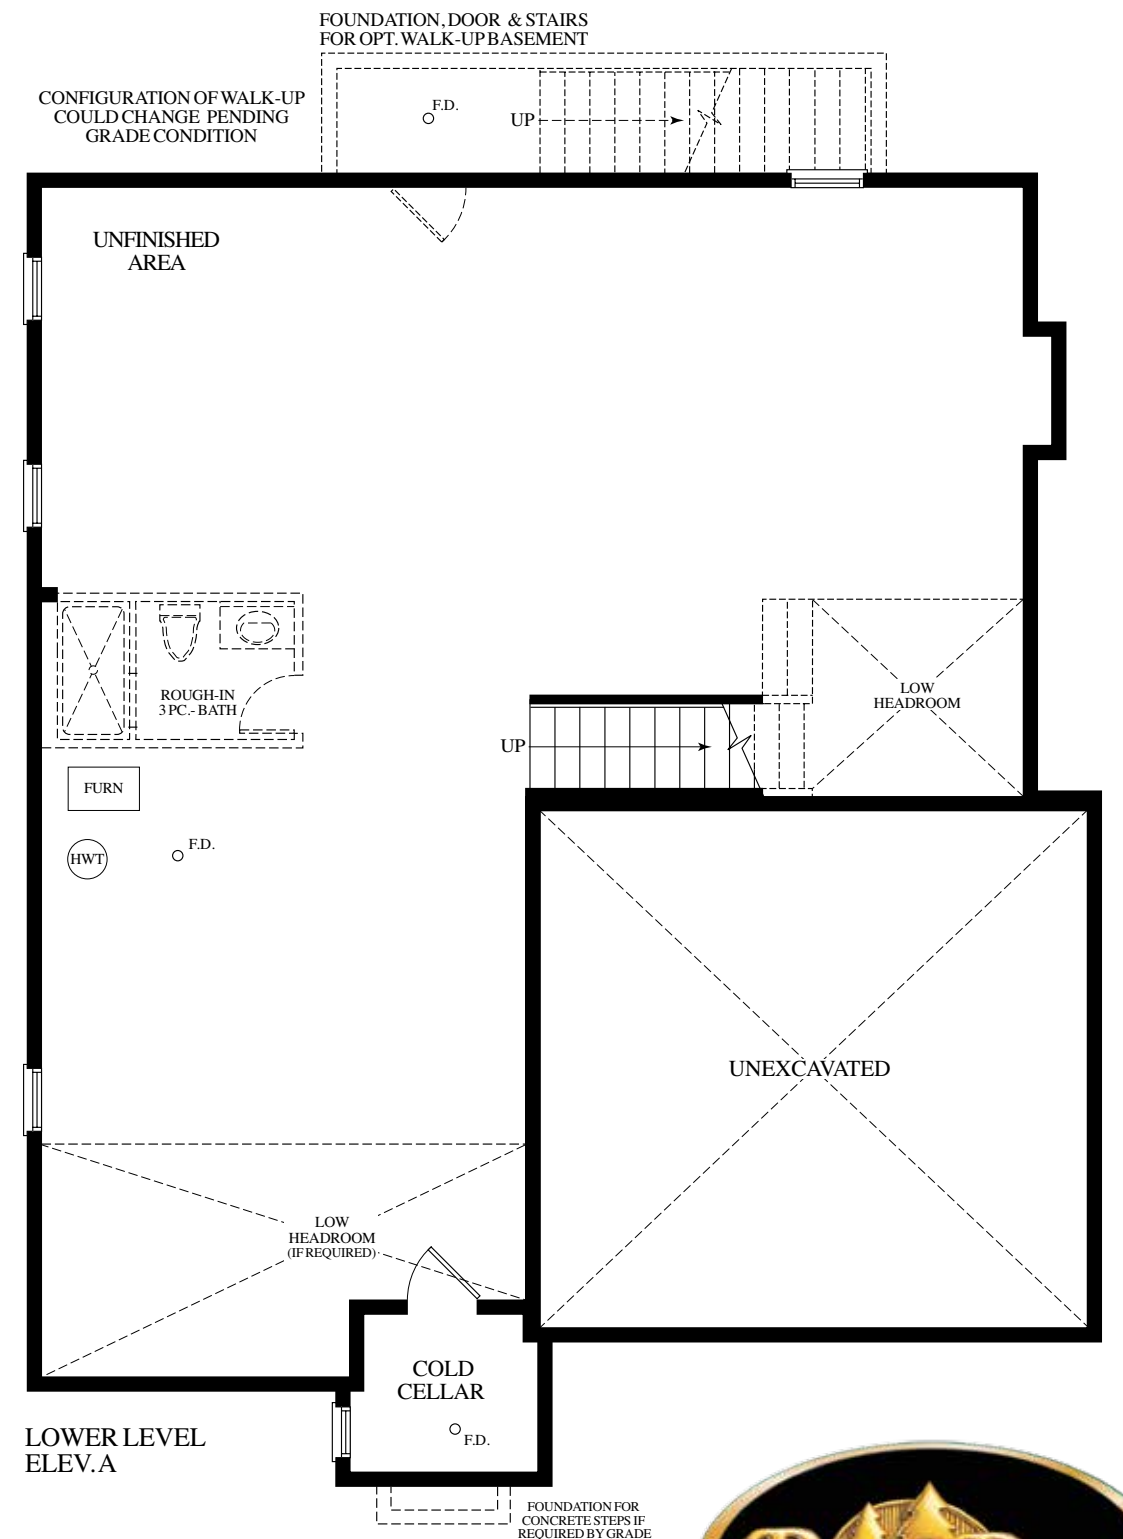 FOUNDATION, DOOR & STAIRS
FOR OPT. WALK-UP BASEMENT
CONFIGURATION OF WALK-UP
COULD CHANGE PENDING
GRADE CONDITION
F.D.
UP
UNFINISHED
AREA
ROUGH-IN
3 PC.- BATH
LOW
HEADROOM
UP
FURN
HWT
F.D.
UNEXCAVATED
LOW
HEADROOM
(IF REQUIRED)
COLD
CELLAR
F.D.
LOWER LEVEL
ELEV. A
FOUNDATION FOR
CONCRETE STEPS IF
REQUIRED BY GRADE